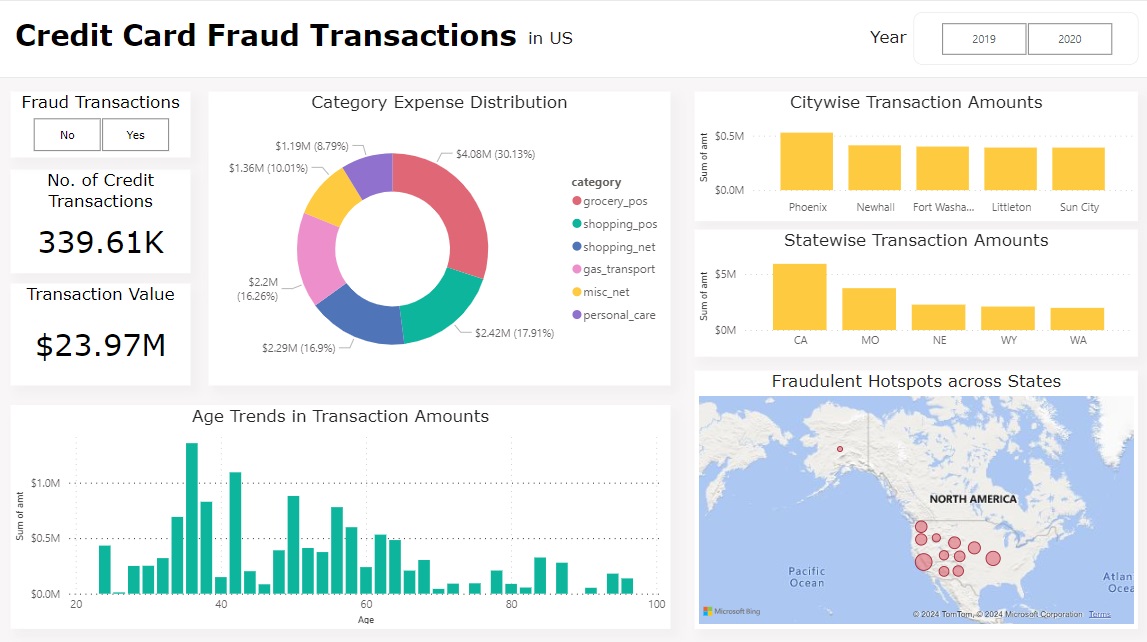 Credit Card Fraud Transactions in US
Year
2019
2020
Fraud Transactions
No
Yes
No. of Credit
Transactions
339.61K
Transaction Value
$23.97M
Category Expense Distribution
$1.19M (8.79%)
$4.08M (30.13%)
$1.36M (10.01%)
$2.2M
(16.26%)
$2.29M (16.9%)
$2.42M (17.91%)
category
grocery_pos
shopping_pos
shopping_net
gas_transport
misc_net
personal_care
Citywise Transaction Amounts
Sum of amt
$0.5M
$0.0M
Phoenix
Newhall
Fort Washa...
Littleton
Sun City
Statewise Transaction Amounts
Sum of amt
$5M
$0M
CA
MO
NE
WY
WA
Age Trends in Transaction Amounts
Sum of amt
$1.0M
$0.5M
$0.0M
20
40
60
80
100
Age
Fraudulent Hotspots across States
NORTH AMERICA
Pacific
Ocean
Atlan
Ocea
Microsoft Bing
© 2024 TomTom, © 2024 Microsoft Corporation Terms